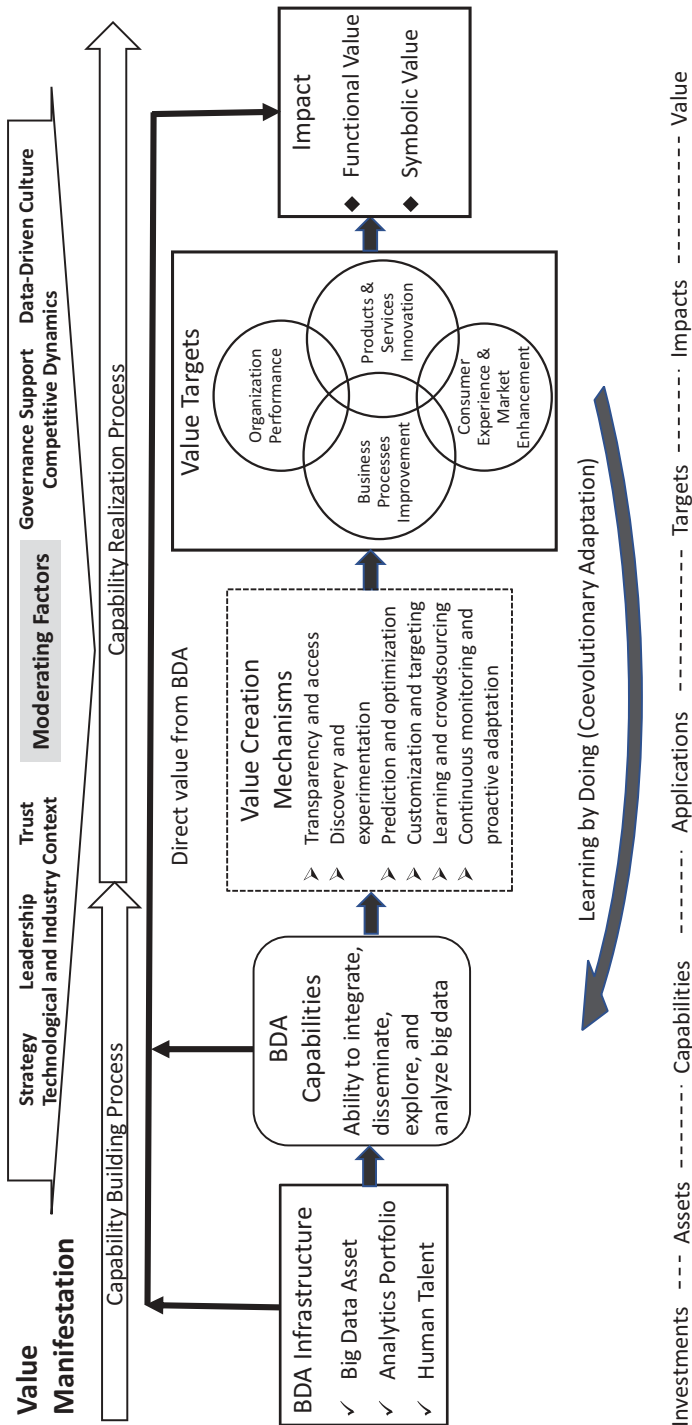 Value
Manifestation
Strategy Leadership Trust
Technological and Industry Context
Moderating Factors
Governance Support Data-Driven Culture
Competitive Dynamics
Capability Building Process
Capability Realization Process
Direct value from BDA
BDA Infrastructure
✓ Big Data Asset
✓ Analytics Portfolio
✓ Human Talent
BDA
Capabilities
Ability to integrate,
disseminate,
explore, and
analyze big data
Value Creation
Mechanisms
➢ Transparency and access
➢ Discovery and
experimentation
➢ Prediction and optimization
➢ Customization and targeting
➢ Learning and crowdsourcing
➢ Continuous monitoring and
proactive adaptation
Value Targets
Organization
Performance
Business
Processes
Improvement
Products &
Services
Innovation
Consumer
Experience &
Market
Enhancement
Impact
◆ Functional Value
◆ Symbolic Value
Learning by Doing (Coevolutionary Adaptation)
Investments ---- Assets --------- Capabilities --------- Applications --------- Targets -------- Impacts ---------- Value